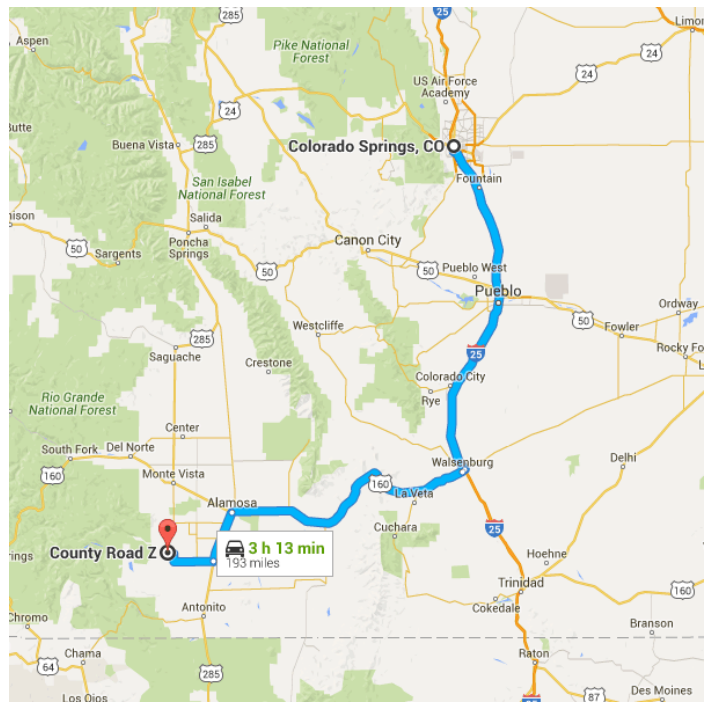 25
Limon
Aspen
Pike National
Forest
24
US Air Force
Academy
24
24
Butte
285
Buena Vista
Colorado Springs, CO
Fountain
San Isabel
National Forest
Salida
Poncha
Springs
nison
50
Sargents
50
Canon City
50
Pueblo West
Pueblo
Ordway
50
Fowler
Rocky Fo
Westcliffe
285
Saguache
25
Crestone
Colorado City
Rye
Rio Grande
National Forest
Center
South Fork
Del Norte
160
Monte Vista
Walsenburg
160
La Veta
Delhi
Alamosa
25
Cuchara
County Road Z
3 h 13 min
193 miles
rings
Hoehne
Trinidad
160
Cokedale
Antonito
Chromo
Branson
64
Chama
Raton
285
25
87
Des Moines
Los Ojos